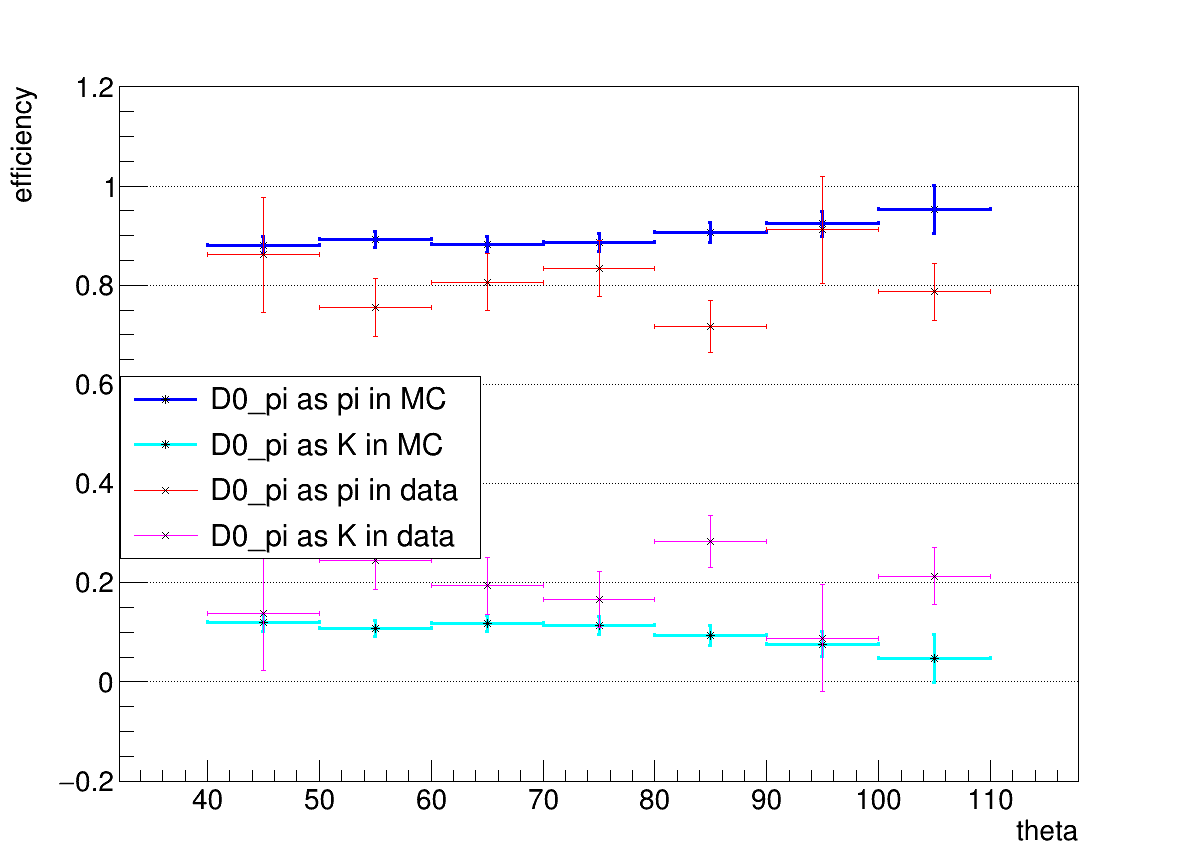 efficiency
1.2
1
0.8
0.6
0.4
0.2
0
−0.2
D0_pi as pi in MC
D0_pi as K in MC
D0_pi as pi in data
D0_pi as K in data
40 50 60 70 80 90 100 110
theta